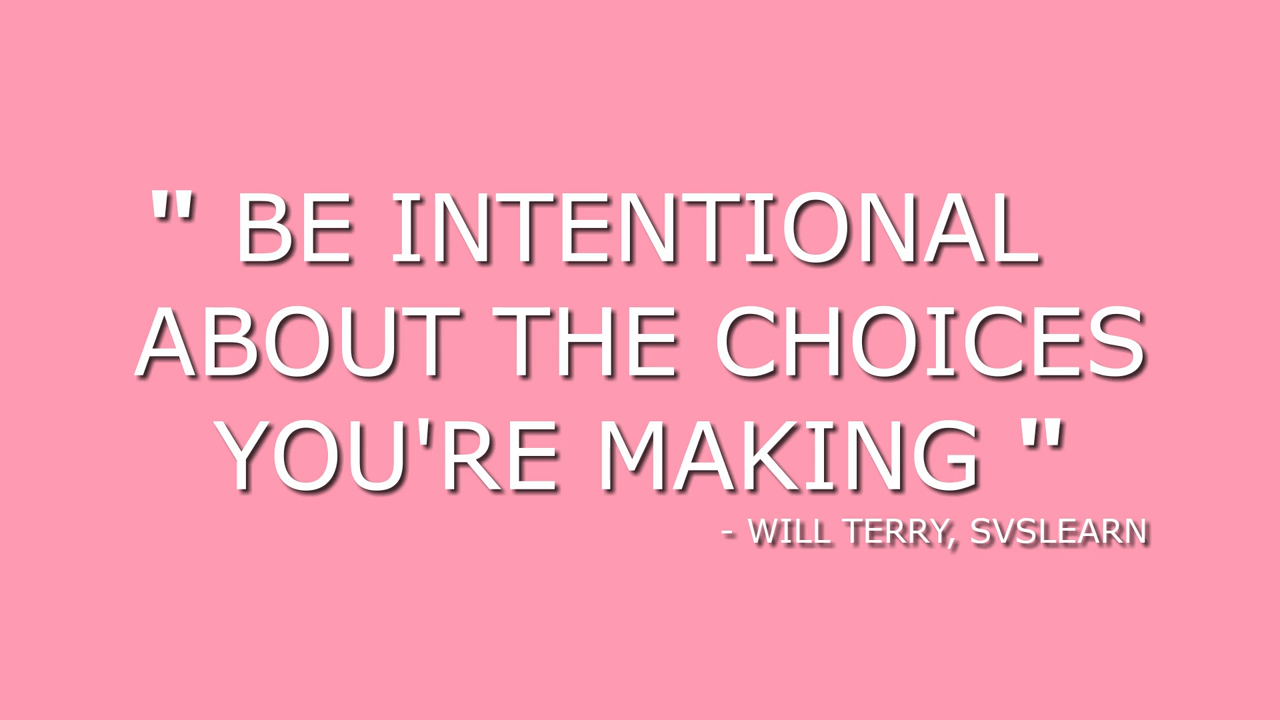 " BE INTENTIONAL
ABOUT THE CHOICES
YOU'RE MAKING "
- WILL TERRY, SVSLEARN